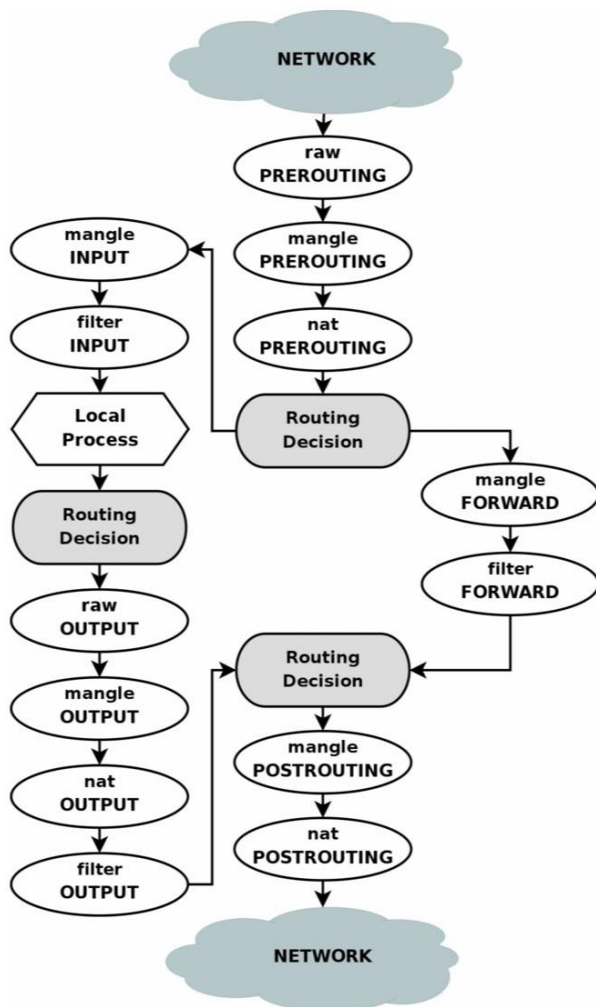 NETWORK
raw
PREROUTING
mangle
PREROUTING
nat
PREROUTING
Routing
Decision
mangle
INPUT
filter
INPUT
Local
Process
Routing
Decision
raw
OUTPUT
mangle
OUTPUT
nat
OUTPUT
filter
OUTPUT
mangle
FORWARD
filter
FORWARD
Routing
Decision
mangle
POSTROUTING
nat
POSTROUTING
NETWORK